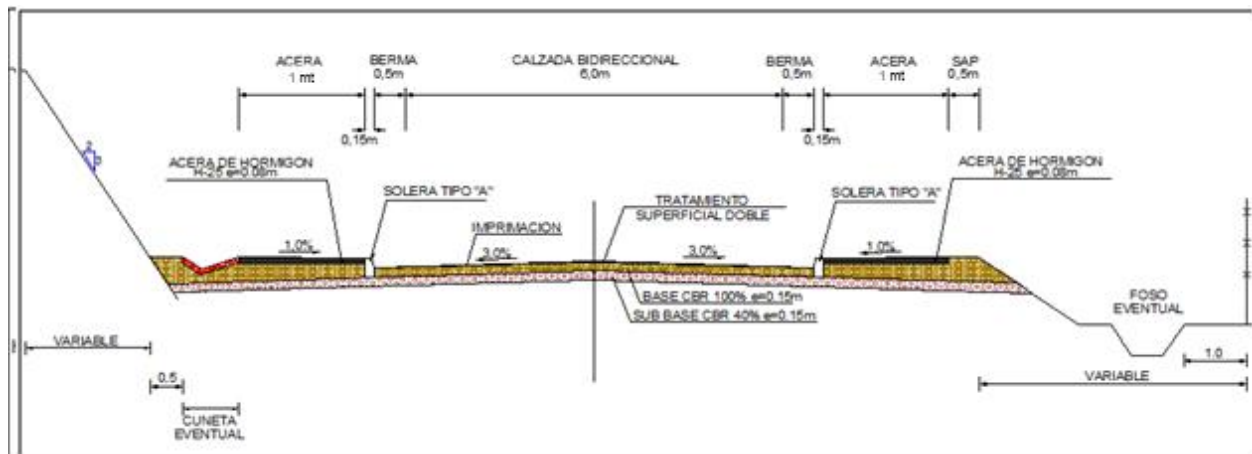 ACERA
1 mt
BERMA
0,5m
CALZADA BIDIRECCIONAL
6,0m
BERMA
0,5m
ACERA
1 mt
SAP
0,5m
0,15m
0,15m
2
3
ACERA DE HORMIGON
H-25 e=0.08m
SOLERA TIPO "A"
TRATAMIENTO
SUPERFICIAL DOBLE
SOLERA TIPO "A"
ACERA DE HORMIGON
H-25 e=0.08m
IMPRIMACION
1,0%
3,0%
3,0%
1,0%
BASE CBR 100% e=0.15m
SUB BASE CBR 40% e=0.15m
FOSO
EVENTUAL
VARIABLE
1.0
0.5
VARIABLE
CUNETA
EVENTUAL